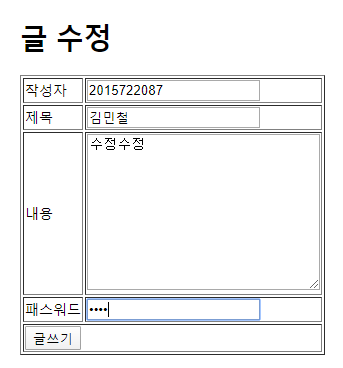 글 수정
작성자 2015722087
제목 김민철
내용 수정수정
패스워드 ••••
글쓰기